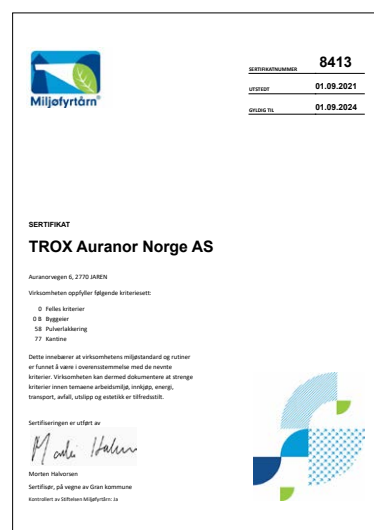 Miljøfyrtårn®
SERTIFIKATNUMMER 8413
UTSTEDT 01.09.2021
GYLDIG TIL 01.09.2024
SERTIFIKAT
TROX Auranor Norge AS
Auranorvegen 6, 2770 JAREN
Virksomheten oppfyller følgende kriteriesett:
0 Felles kriterier
0 B Byggeier
58 Pulverlakkering
77 Kantine
Dette innebærer at virksomhetens miljøstandard og rutiner
er funnet å være i overensstemmelse med de nevnte
kriterier. Virksomheten kan dermed dokumentere at strenge
kriterier innen temaene arbeidsmiljø, innkjøp, energi,
transport, avfall, utslipp og estetikk er tilfredsstilt.
Sertifiseringen er utført av
Morten Halvorsen
Sertifisør, på vegne av Gran kommune
Kontrollert av Stiftelsen Miljøfyrtårn: Ja